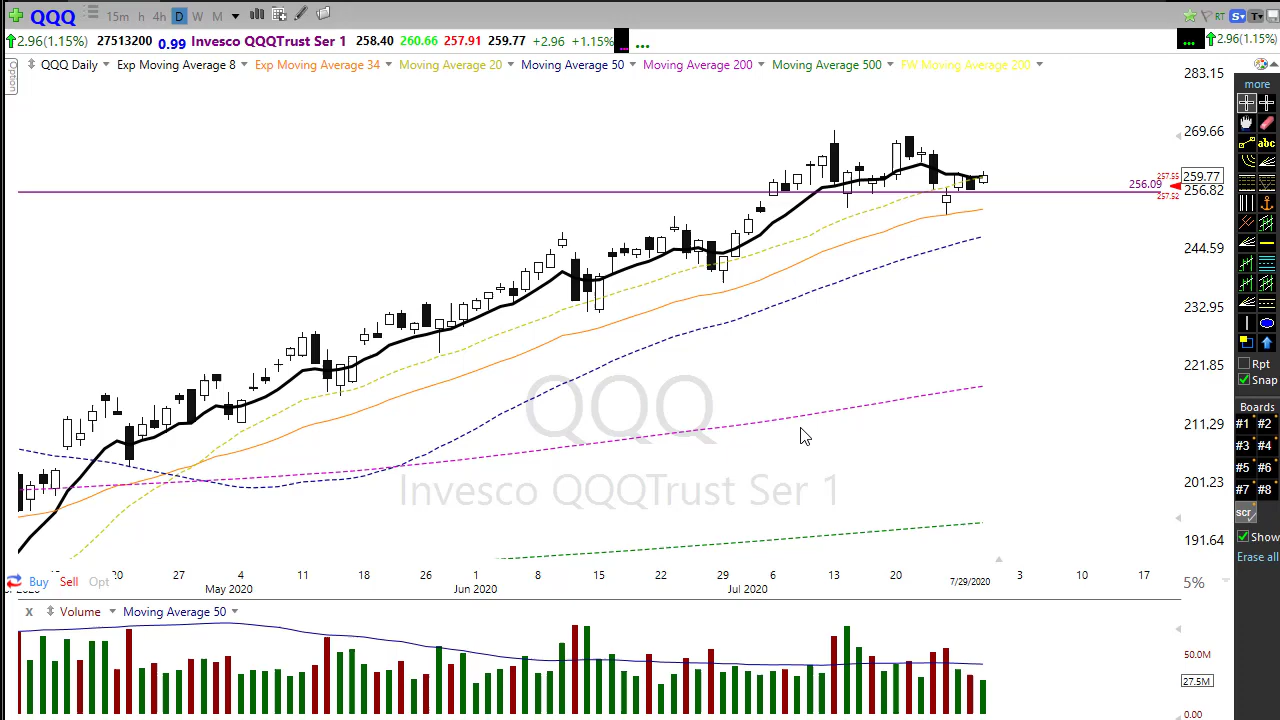 QQQ 15m h 4h D W M RT S T
2.96(1.15%) 27513200 0.99 Invesco QQQTrust Ser 1 258.40 260.66 257.91 259.77 +2.96 +1.15% ... ... 2.96(1.15%)
Option QQQ Daily Exp Moving Average 8 Exp Moving Average 34 Moving Average 20 Moving Average 50 Moving Average 200 Moving Average 500 FW Moving Average 200
283.15
more
269.66
abc
259.77
256.09
256.82
244.59
232.95
221.85
211.29
201.23
191.64
QQQ
Invesco QQQTrust Ser 1
Rpt
Snap
Boards
#1 #2
#3 #4
#5 #6
#7 #8
scr
Show
Erase all
27 4 11 18 26 1 8 15 22 29 6 13 20 7/29/2020 3 10 17
Buy Sell Opt 5%
May 2020 Jun 2020 Jul 2020
X Volume Moving Average 50
50.0M
27.5M
0.00